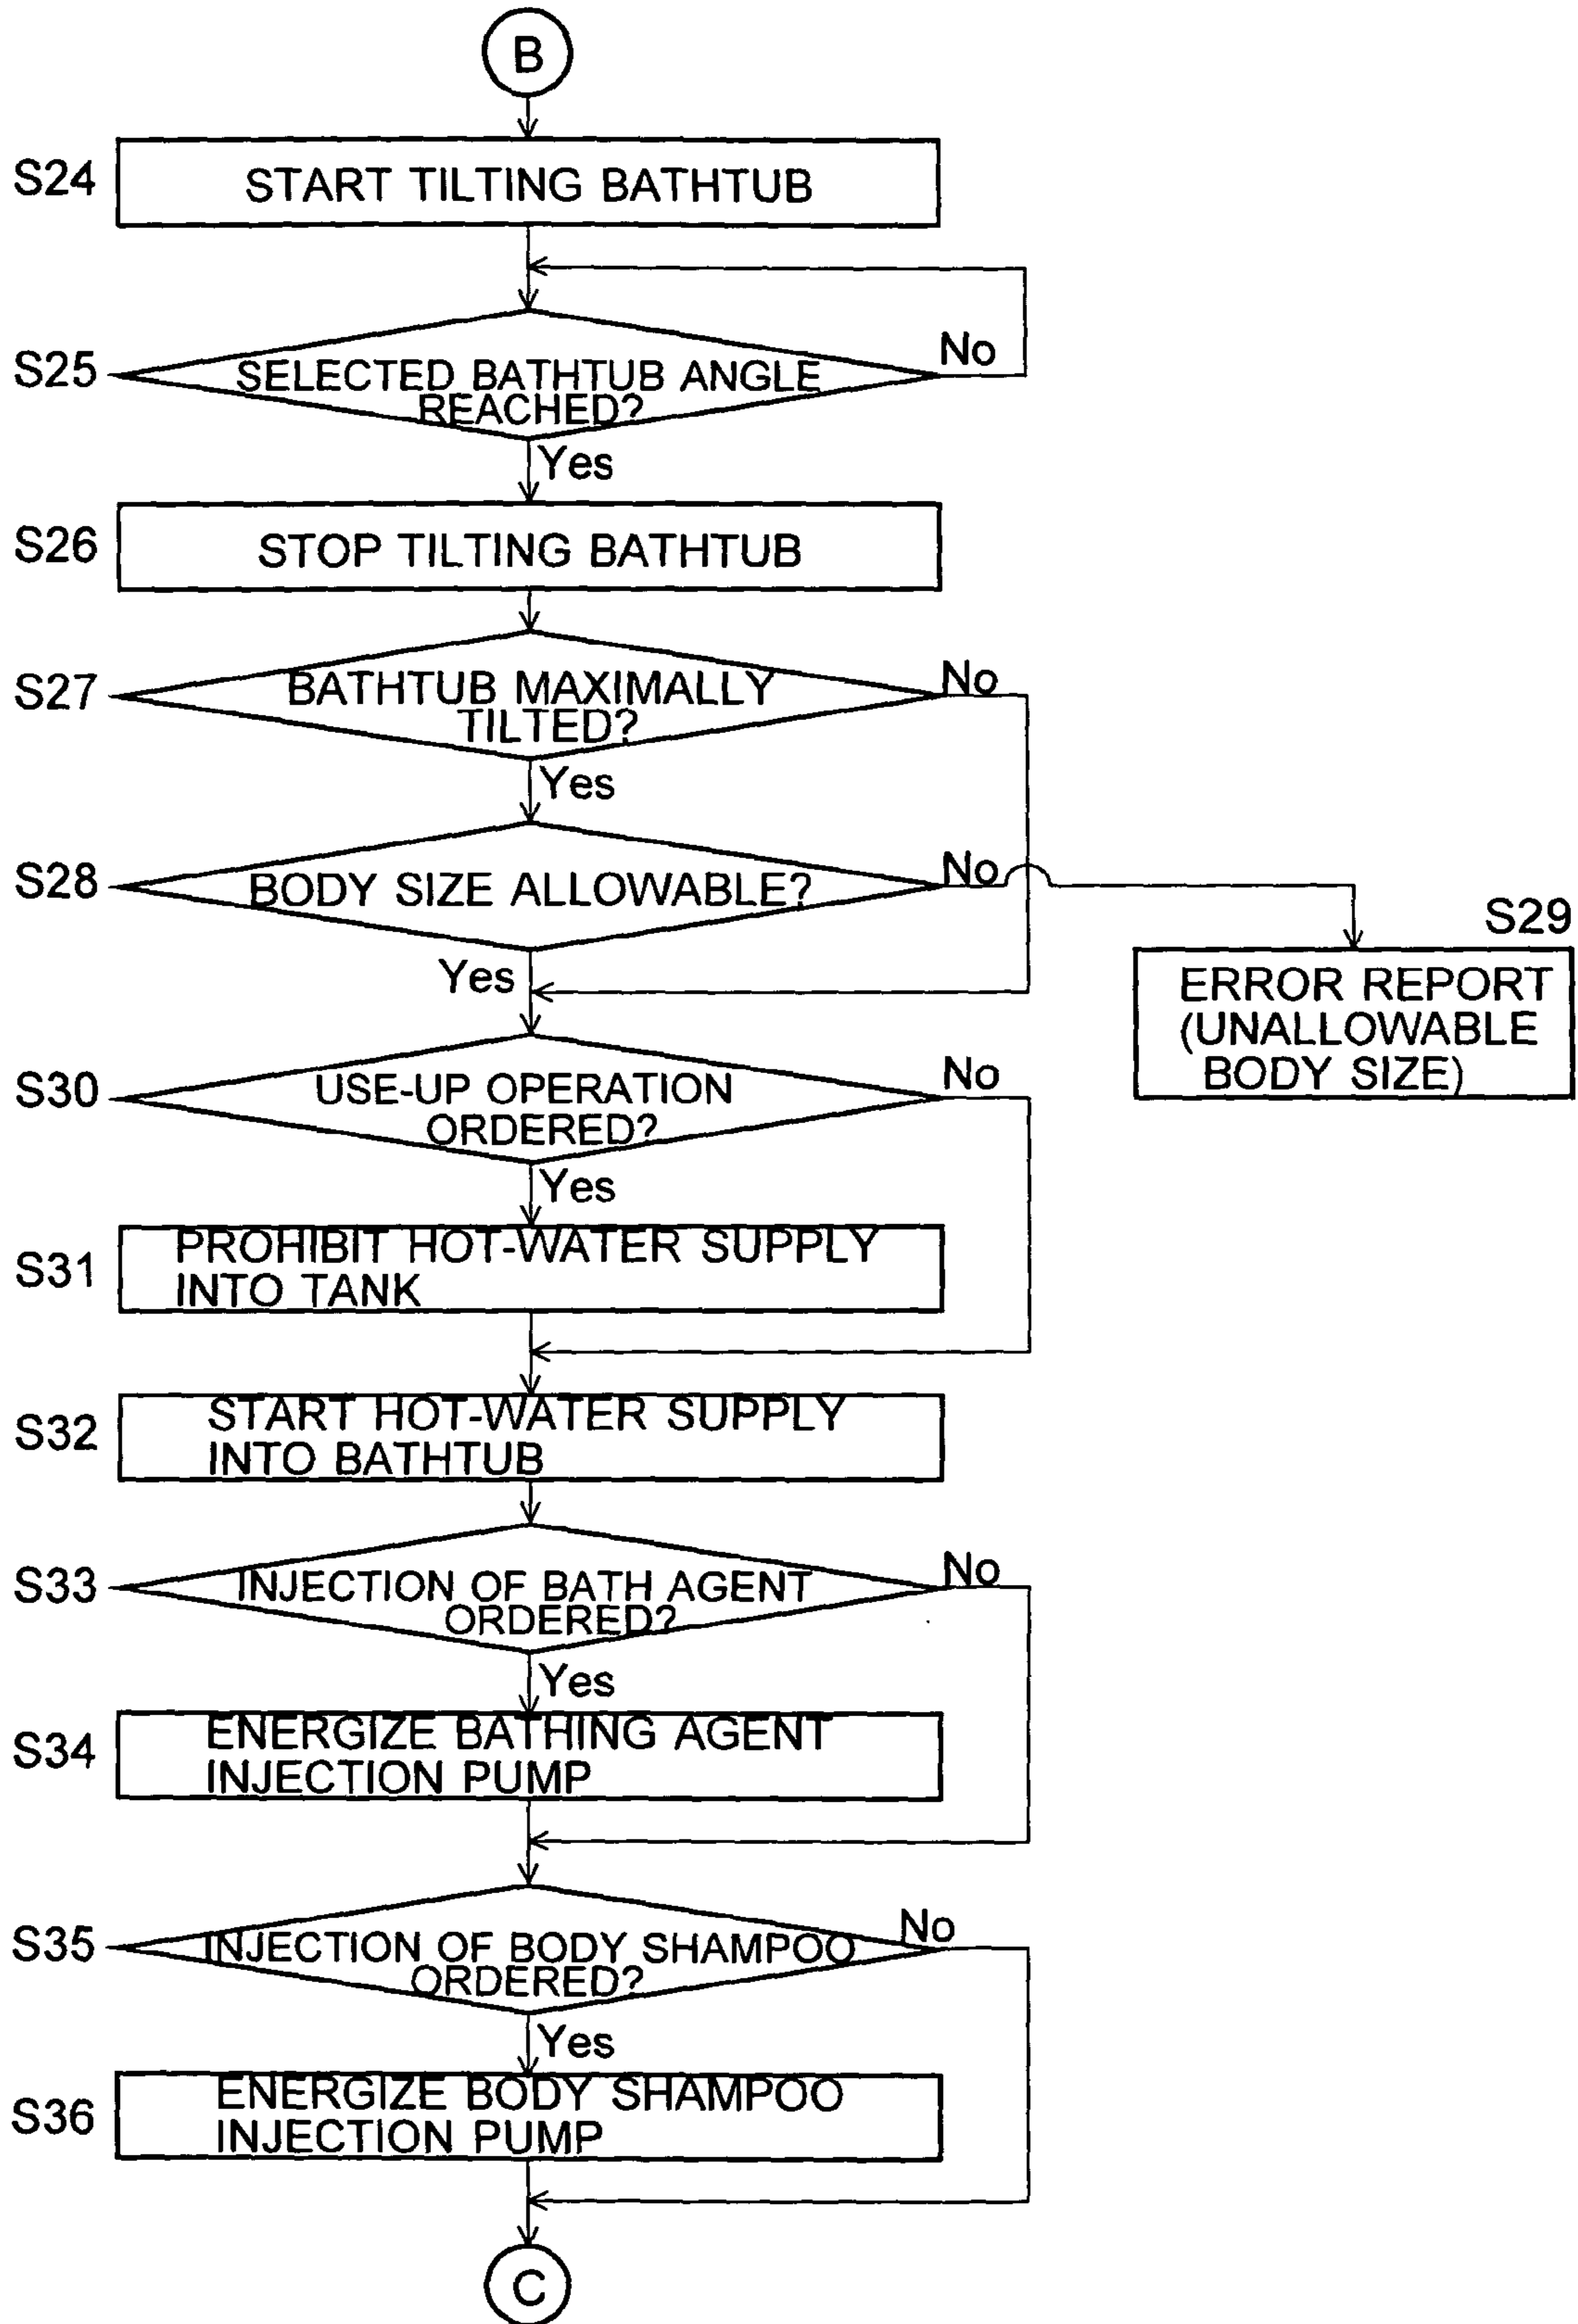 B
S24
START TILTING BATHTUB
S25
SELECTED BATHTUB ANGLE
REACHED?
No
Yes
S26
STOP TILTING BATHTUB
S27
BATHTUB MAXIMALLY
TILTED?
No
Yes
S28
BODY SIZE ALLOWABLE?
No
Yes
S29
ERROR REPORT
(UNALLOWABLE
BODY SIZE)
S30
USE-UP OPERATION
ORDERED?
No
Yes
S31
PROHIBIT HOT-WATER SUPPLY
INTO TANK
S32
START HOT-WATER SUPPLY
INTO BATHTUB
S33
INJECTION OF BATH AGENT
ORDERED?
No
Yes
S34
ENERGIZE BATHING AGENT
INJECTION PUMP
S35
INJECTION OF BODY SHAMPOO
ORDERED?
No
Yes
S36
ENERGIZE BODY SHAMPOO
INJECTION PUMP
C